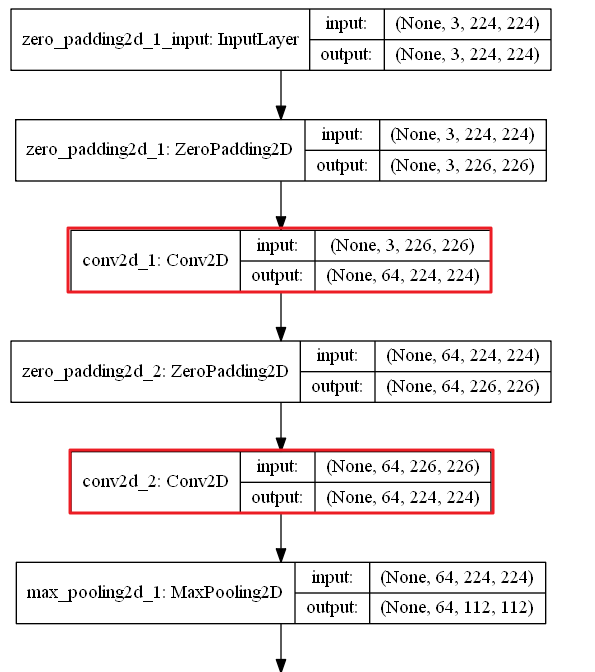 zero_padding2d_1_input: InputLayer
input: (None, 3, 224, 224)
output: (None, 3, 224, 224)
zero_padding2d_1: ZeroPadding2D
input: (None, 3, 224, 224)
output: (None, 3, 226, 226)
conv2d_1: Conv2D
input: (None, 3, 226, 226)
output: (None, 64, 224, 224)
zero_padding2d_2: ZeroPadding2D
input: (None, 64, 224, 224)
output: (None, 64, 226, 226)
conv2d_2: Conv2D
input: (None, 64, 226, 226)
output: (None, 64, 224, 224)
max_pooling2d_1: MaxPooling2D
input: (None, 64, 224, 224)
output: (None, 64, 112, 112)